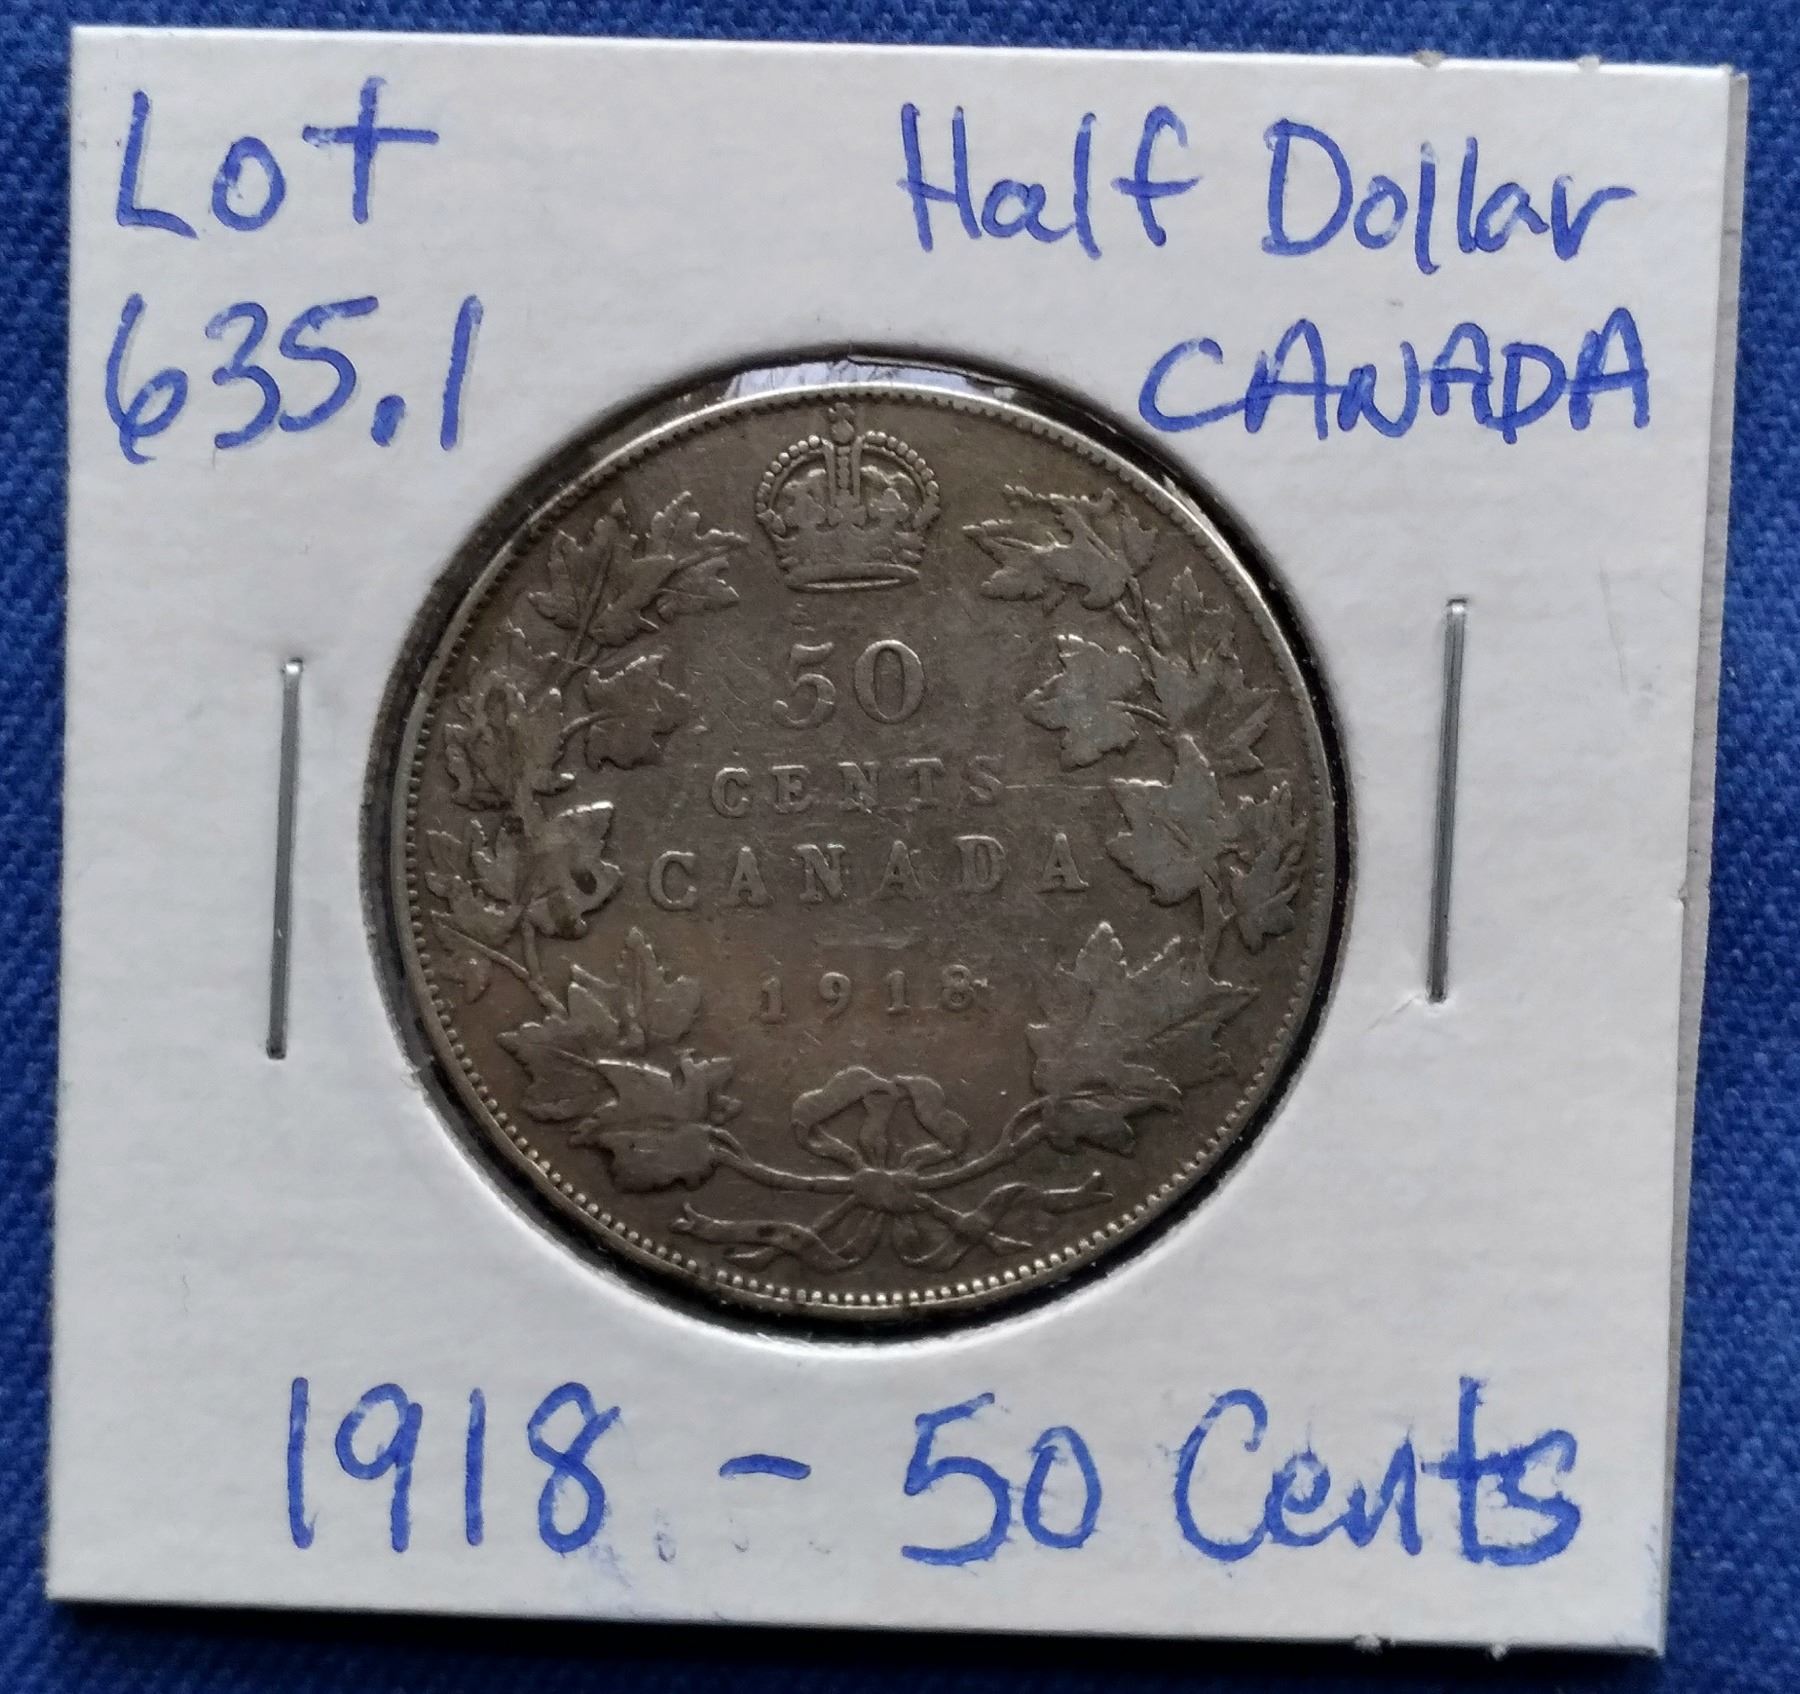 Lot
635.1
Half Dollar
CANADA
50
CENTS
CANADA
1918
1918 - 50 Cents